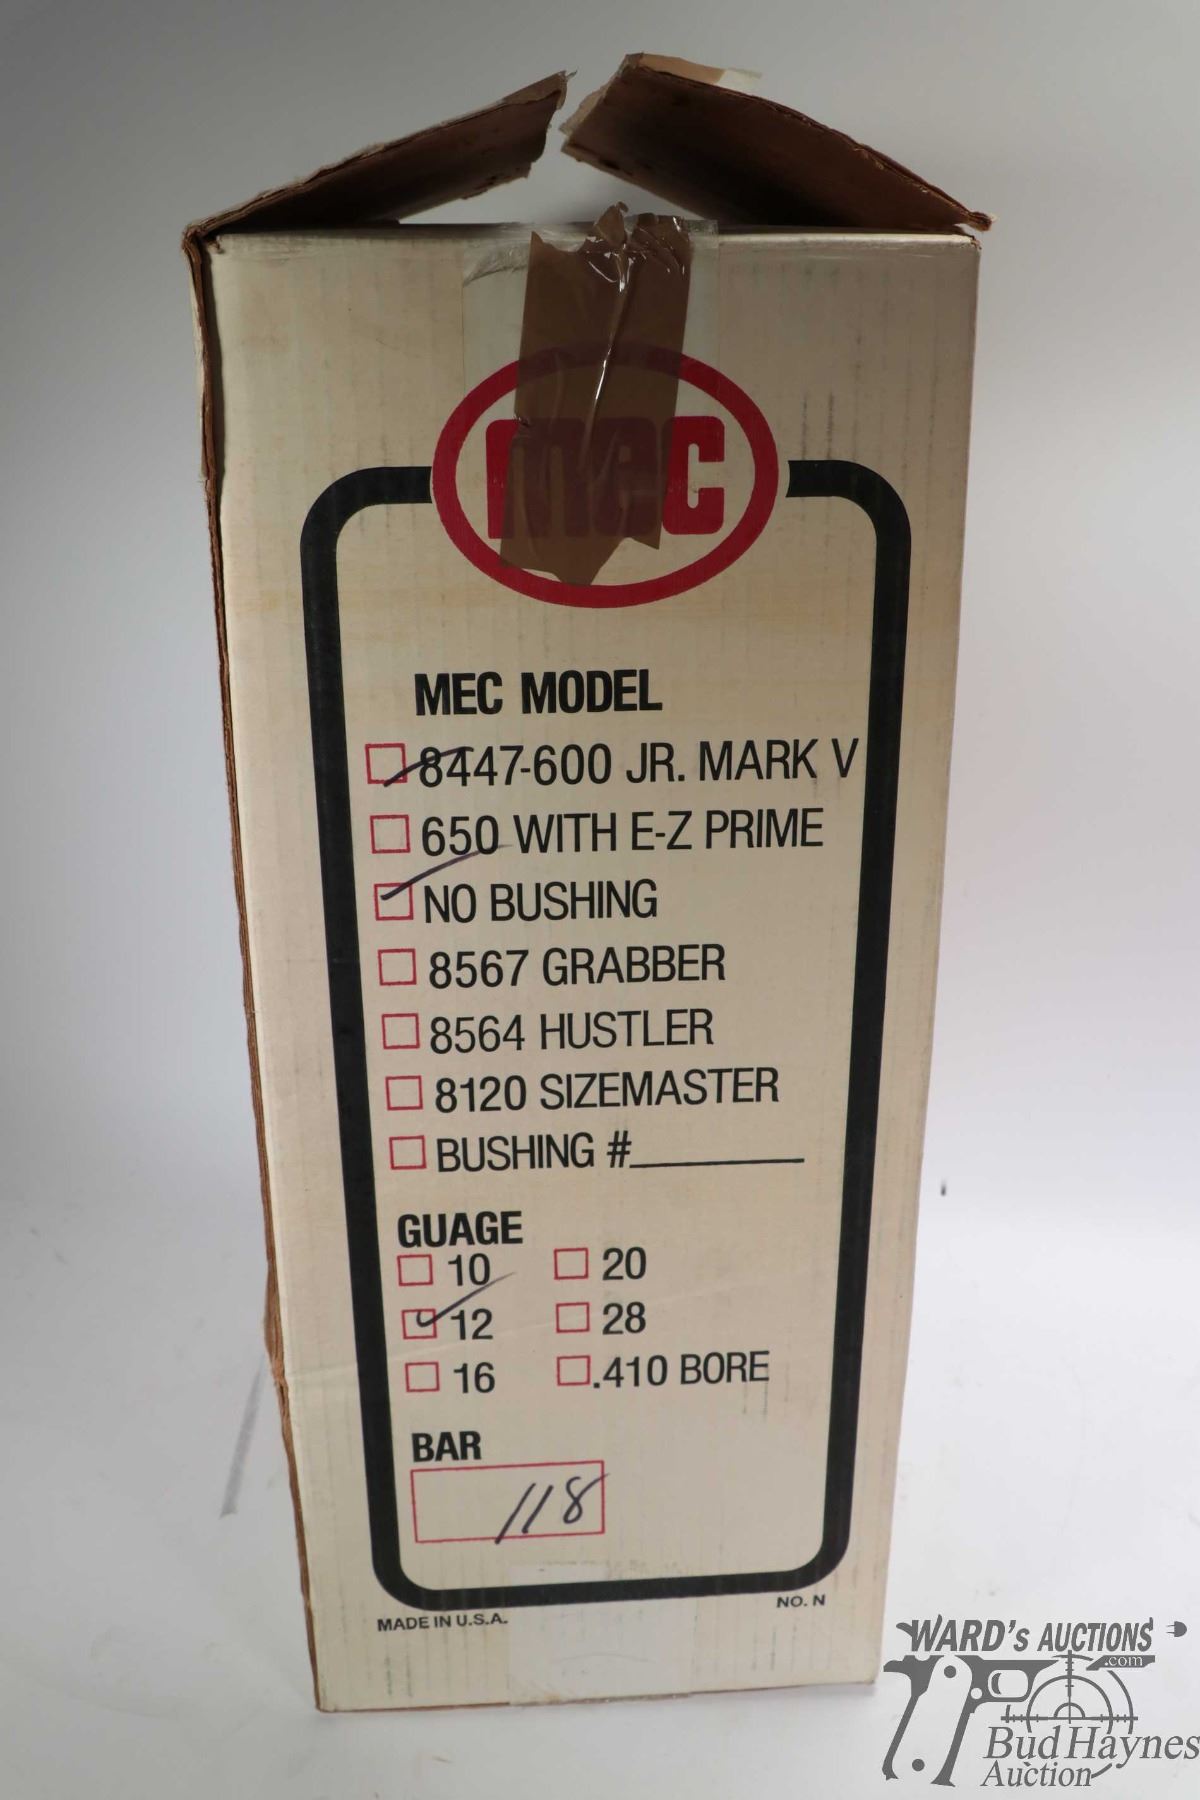 mec
MEC MODEL
8447-600 JR. MARK V
650 WITH E-Z PRIME
NO BUSHING
8567 GRABBER
8564 HUSTLER
8120 SIZEMASTER
BUSHING #
GUAGE
10 20
12 28
16 .410 BORE
BAR
118
MADE IN U.S.A. NO. N
WARD's AUCTIONS
.com
Bud Haynes
Auction